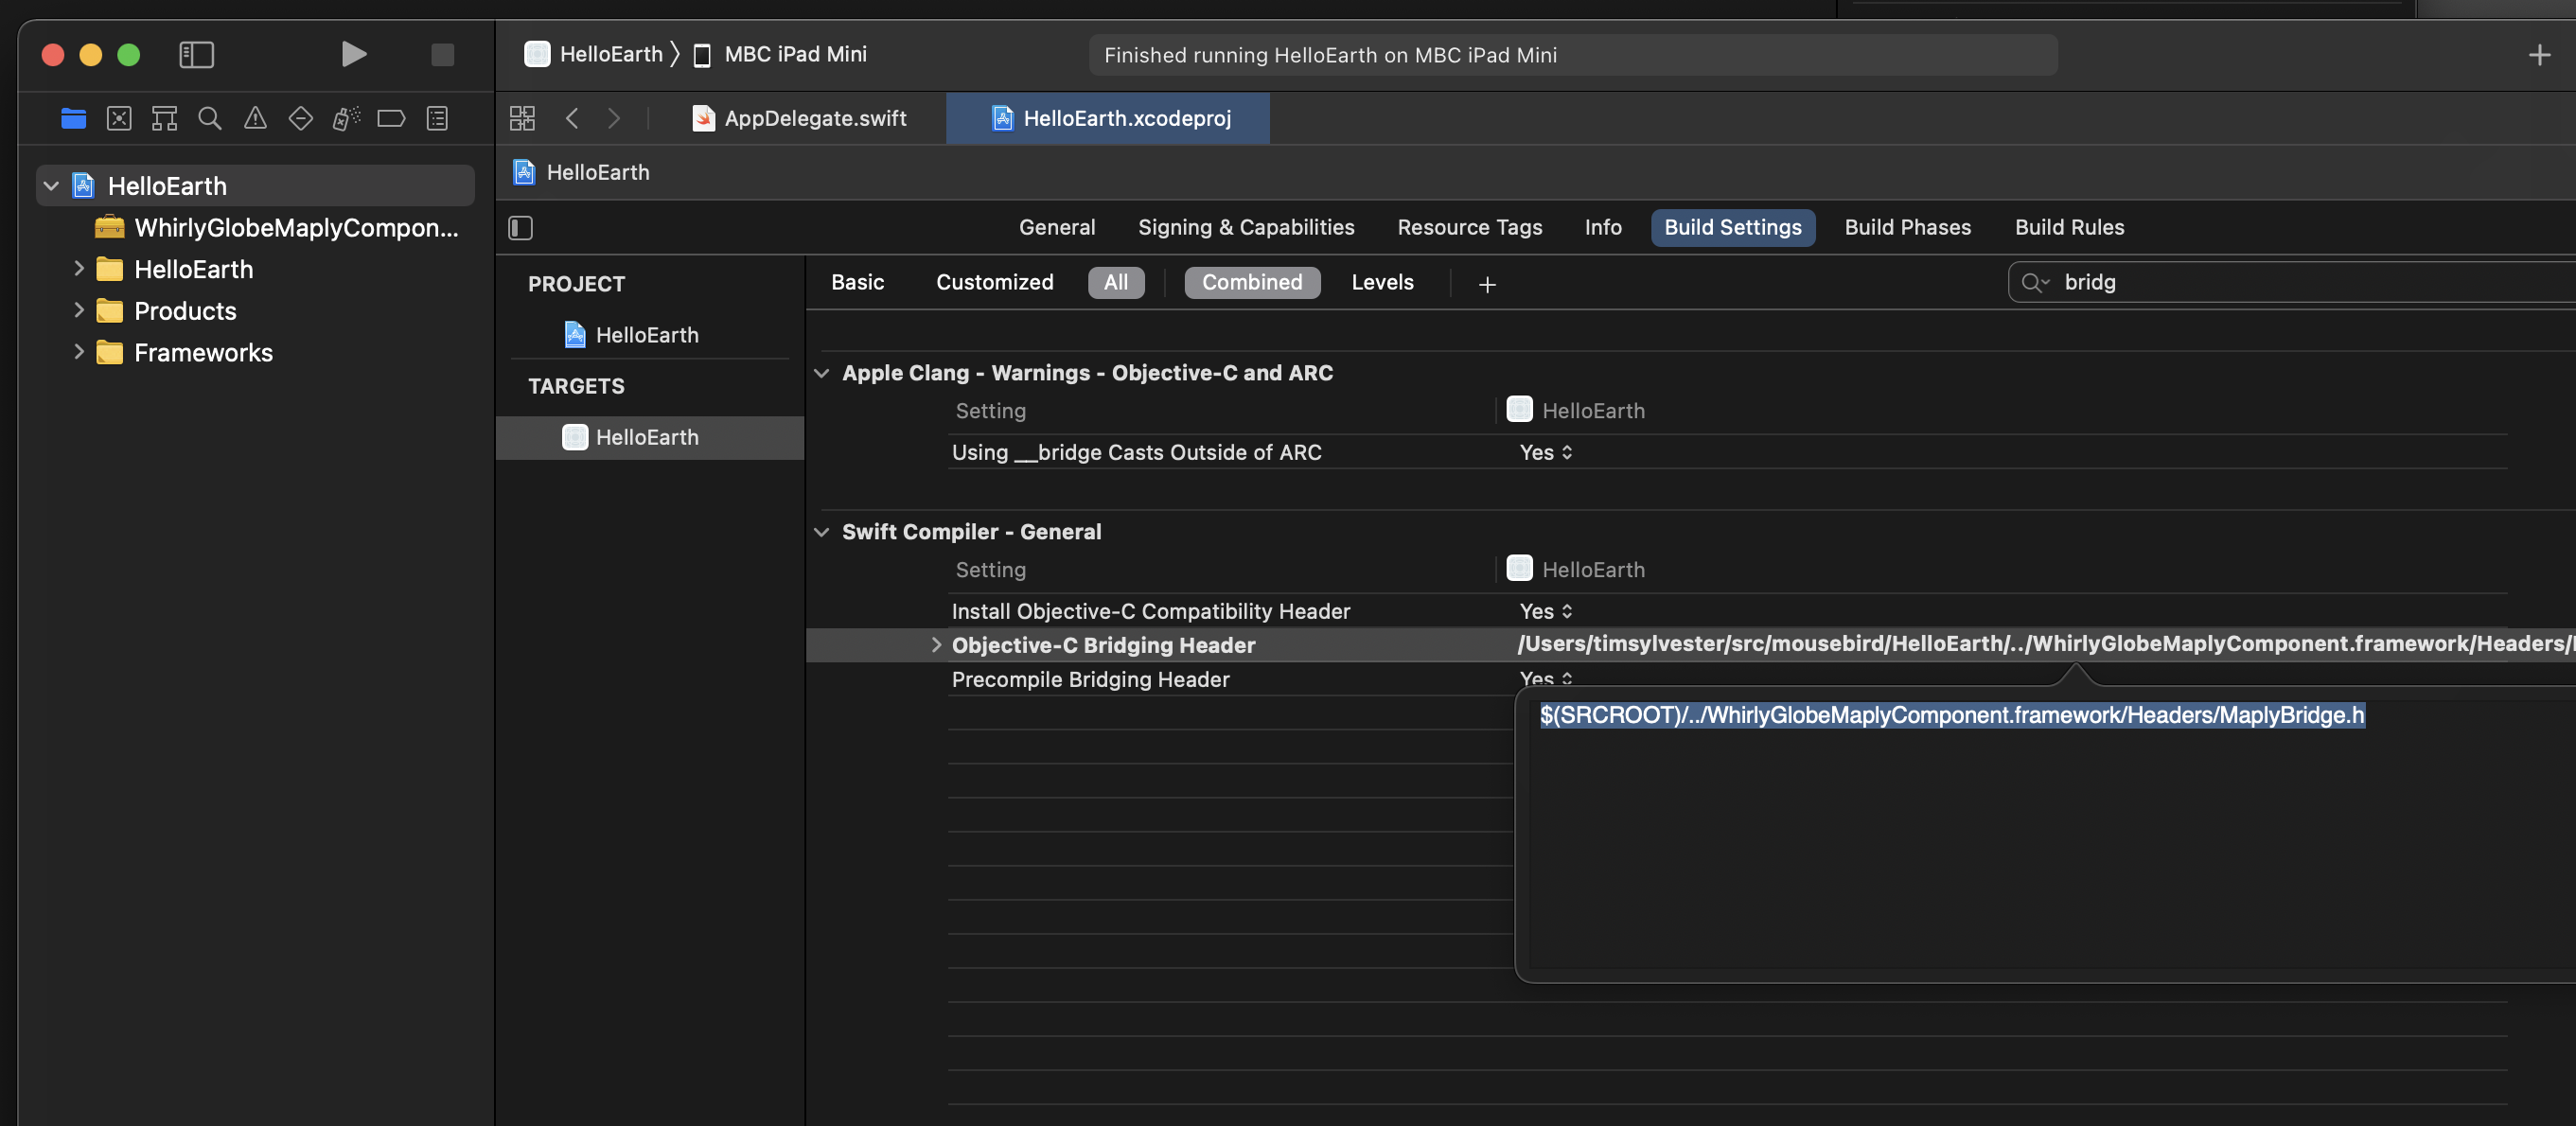 HelloEarth 〉 MBC iPad Mini
Finished running HelloEarth on MBC iPad Mini
AppDelegate.swift
HelloEarth.xcodeproj
HelloEarth
WhirlyGlobeMaplyCompon...
HelloEarth
Products
Frameworks
HelloEarth
General Signing & Capabilities Resource Tags Info Build Settings Build Phases Build Rules
PROJECT
HelloEarth
TARGETS
HelloEarth
Basic Customized All Combined Levels +
bridg
Apple Clang - Warnings - Objective-C and ARC
Setting HelloEarth
Using __bridge Casts Outside of ARC Yes
Swift Compiler - General
Setting HelloEarth
Install Objective-C Compatibility Header Yes
Objective-C Bridging Header /Users/timsylvester/src/mousebird/HelloEarth/../WhirlyGlobeMaplyComponent.framework/Headers/
Precompile Bridging Header Yes
$(SRCROOT)/../WhirlyGlobeMaplyComponent.framework/Headers/MaplyBridge.h